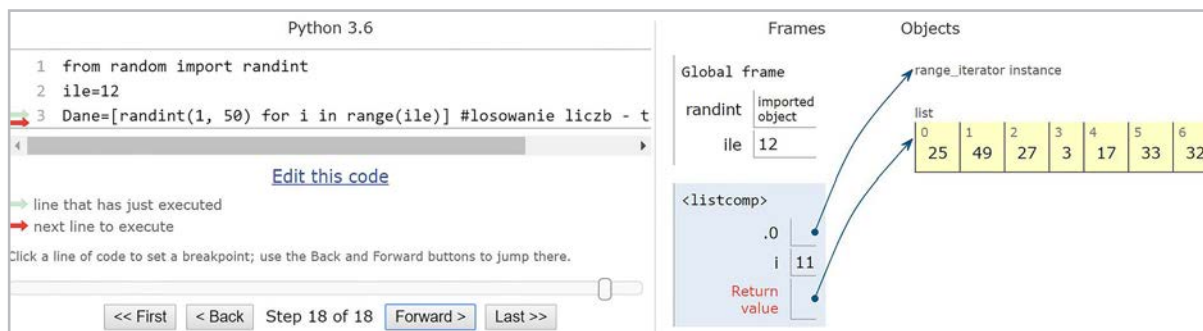 Python 3.6
1 from random import randint
2 ile=12
3 Dane=[randint(1, 50) for i in range(ile)] #losowanie liczb - t
Edit this code
line that has just executed
next line to execute
Click a line of code to set a breakpoint; use the Back and Forward buttons to jump there.
<< First < Back Step 18 of 18 Forward > Last >>
Frames Objects
Global frame
randint imported object
ile 12
<listcomp>
.0
i 11
Return
value
range_iterator instance
list
0 1 2 3 4 5 6
25 49 27 3 17 33 32